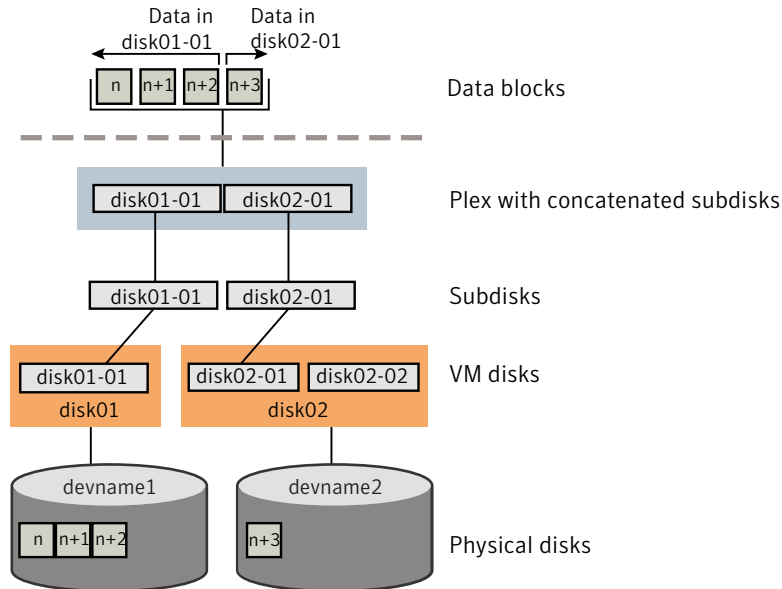 Data in
disk01-01
Data in
disk02-01
n n+1 n+2 n+3
Data blocks
disk01-01 disk02-01
Plex with concatenated subdisks
disk01-01 disk02-01
Subdisks
disk01-01 disk02-01 disk02-02
VM disks
disk01 disk02
devname1 devname2
n n+1 n+2 n+3
Physical disks